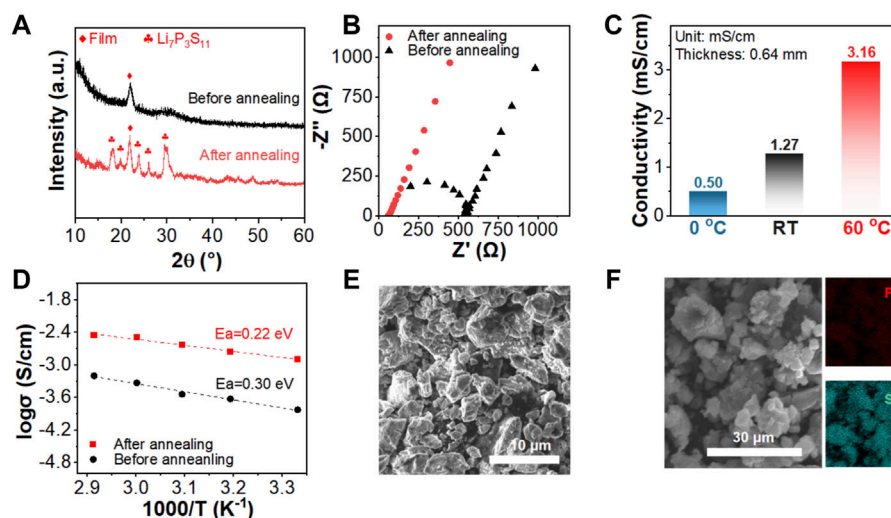 A
♦ Film ♣ Li₇P₃S₁₁
Before annealing
After annealing
Intensity (a.u.)
10 20 30 40 50 60
2θ (°)
B
After annealing
Before annealing
-Z'' (Ω)
1000
750
500
250
0
0 250 500 750 1000
Z' (Ω)
C
Unit: mS/cm
Thickness: 0.64 mm
Conductivity (mS/cm)
3
2
1
0
0.50
1.27
3.16
0 °C RT 60 °C
D
logσ (S/cm)
-1.8
-2.4
-3.0
-3.6
-4.2
-4.8
Ea=0.22 eV
Ea=0.30 eV
After annealing
Before anneanling
2.9 3.0 3.1 3.2 3.3
1000/T (K⁻¹)
E
10 µm
F
30 µm
S